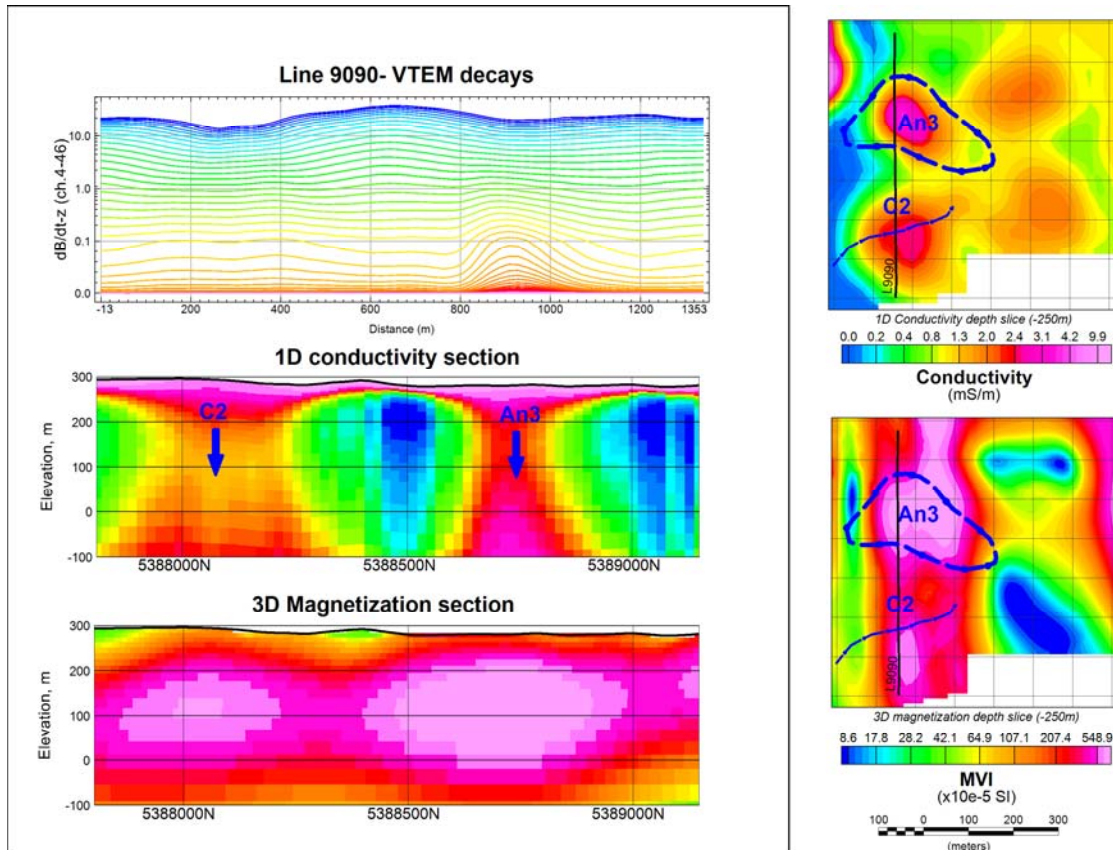 Line 9090- VTEM decays
dB/dt-z (ch.4-46)
10.0
1.0
0.1
0.0
-13 200 400 600 800 1000 1200 1353
Distance (m)
1D conductivity section
Elevation, m
300
200
100
0
-100
C2
An3
5388000N 5388500N 5389000N
3D Magnetization section
Elevation, m
300
200
100
0
-100
5388000N 5388500N 5389000N
An3
C2
L9090
1D Conductivity depth slice (-250m)
0.0 0.2 0.4 0.8 1.3 2.0 2.4 3.1 4.2 9.9
Conductivity
(mS/m)
An3
C2
L9090
3D magnetization depth slice (-250m)
8.6 17.8 28.2 42.1 64.9 107.1 207.4 548.9
MVI
(x10e-5 SI)
100 0 100 200 300
(meters)